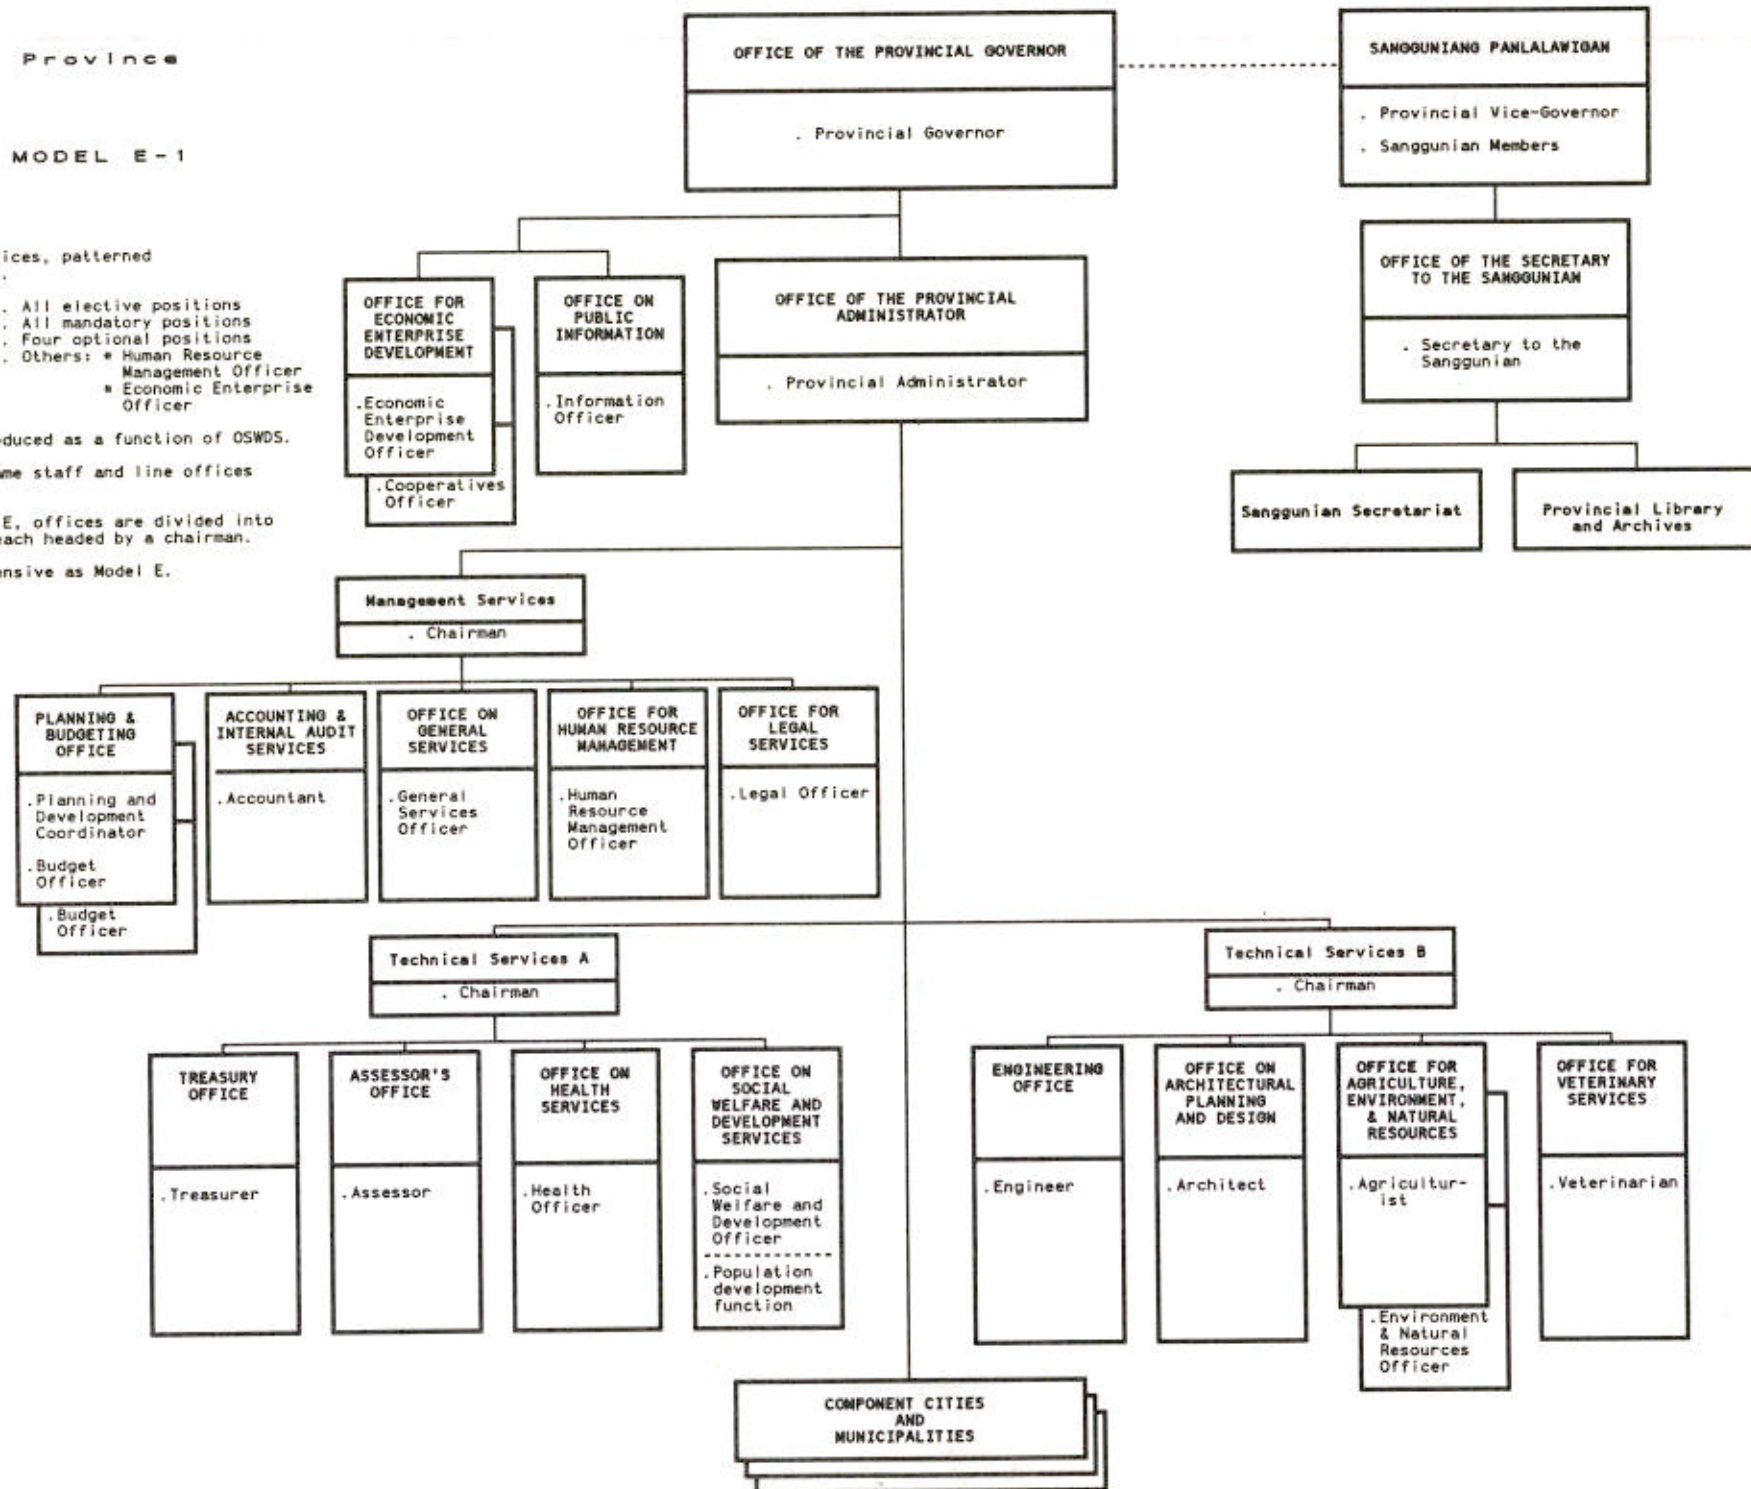 Province
MODEL E-1
ices, patterned
.
. All elective positions
. All mandatory positions
. Four optional positions
. Others: * Human Resource
Management Officer
* Economic Enterprise
Officer
oduced as a function of OSWDS.
ame staff and line offices
E, offices are divided into
each headed by a chairman.
ensive as Model E.
OFFICE OF THE PROVINCIAL GOVERNOR
. Provincial Governor
SANGGUNIANG PANLALAWIGAN
. Provincial Vice-Governor
. Sanggunian Members
OFFICE OF THE SECRETARY
TO THE SANGGUNIAN
. Secretary to the
Sanggunian
Sanggunian Secretariat
Provincial Library
and Archives
OFFICE FOR
ECONOMIC
ENTERPRISE
DEVELOPMENT
.Economic
Enterprise
Development
Officer
.Cooperatives
Officer
OFFICE ON
PUBLIC
INFORMATION
.Information
Officer
OFFICE OF THE PROVINCIAL
ADMINISTRATOR
. Provincial Administrator
Management Services
. Chairman
PLANNING &
BUDGETING
OFFICE
.Planning and
Development
Coordinator
.Budget
Officer
.Budget
Officer
ACCOUNTING &
INTERNAL AUDIT
SERVICES
.Accountant
OFFICE ON
GENERAL
SERVICES
.General
Services
Officer
OFFICE FOR
HUMAN RESOURCE
MANAGEMENT
.Human
Resource
Management
Officer
OFFICE FOR
LEGAL
SERVICES
.Legal Officer
Technical Services A
. Chairman
TREASURY
OFFICE
.Treasurer
ASSESSOR'S
OFFICE
.Assessor
OFFICE ON
HEALTH
SERVICES
.Health
Officer
OFFICE ON
SOCIAL
WELFARE AND
DEVELOPMENT
SERVICES
.Social
Welfare and
Development
Officer
.Population
development
function
Technical Services B
. Chairman
ENGINEERING
OFFICE
.Engineer
OFFICE ON
ARCHITECTURAL
PLANNING
AND DESIGN
.Architect
OFFICE FOR
AGRICULTURE,
ENVIRONMENT,
& NATURAL
RESOURCES
.Agricultur-
ist
.Environment
& Natural
Resources
Officer
OFFICE FOR
VETERINARY
SERVICES
.Veterinarian
COMPONENT CITIES
AND
MUNICIPALITIES